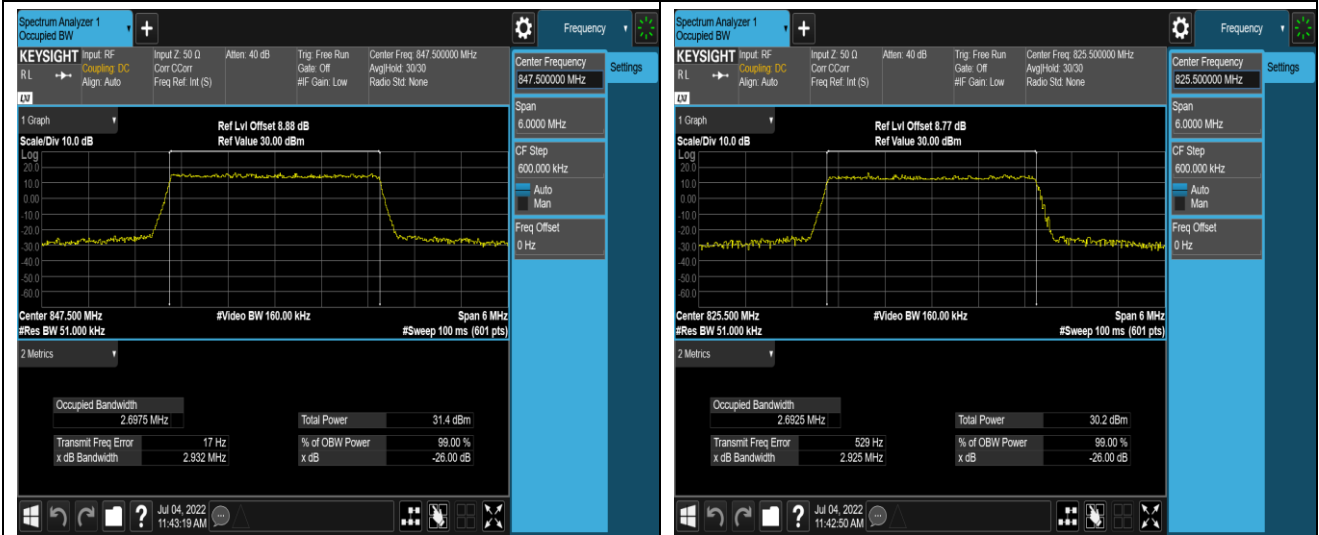 Spectrum Analyzer 1
Occupied BW
+
Frequency
KEYSIGHT Input: RF Input Z: 50 Ω Atten: 40 dB Trig: Free Run Center Freq: 847.500000 MHz
RL Coupling: DC Corr CCorr Gate: Off Avg|Hold: 30/30
Align: Auto Freq Ref: Int (S) #IF Gain: Low Radio Std: None
LXI
Center Frequency
847.500000 MHz
Settings
Span
6.0000 MHz
CF Step
600.000 kHz
Auto
Man
Freq Offset
0 Hz
1 Graph
Ref Lvl Offset 8.88 dB
Scale/Div 10.0 dB Ref Value 30.00 dBm
Log
20.0
10.0
0.00
-10.0
-20.0
-30.0
-40.0
-50.0
-60.0
Center 847.500 MHz #Video BW 160.00 kHz Span 6 MHz
#Res BW 51.000 kHz #Sweep 100 ms (601 pts)
2 Metrics
Occupied Bandwidth
2.6975 MHz Total Power 31.4 dBm
Transmit Freq Error 17 Hz % of OBW Power 99.00 %
x dB Bandwidth 2.932 MHz x dB -26.00 dB
? Jul 04, 2022
11:43:19 AM
Spectrum Analyzer 1
Occupied BW
+
Frequency
KEYSIGHT Input: RF Input Z: 50 Ω Atten: 40 dB Trig: Free Run Center Freq: 825.500000 MHz
RL Coupling: DC Corr CCorr Gate: Off Avg|Hold: 30/30
Align: Auto Freq Ref: Int (S) #IF Gain: Low Radio Std: None
LXI
Center Frequency
825.500000 MHz
Settings
Span
6.0000 MHz
CF Step
600.000 kHz
Auto
Man
Freq Offset
0 Hz
1 Graph
Ref Lvl Offset 8.77 dB
Scale/Div 10.0 dB Ref Value 30.00 dBm
Log
20.0
10.0
0.00
-10.0
-20.0
-30.0
-40.0
-50.0
-60.0
Center 825.500 MHz #Video BW 160.00 kHz Span 6 MHz
#Res BW 51.000 kHz #Sweep 100 ms (601 pts)
2 Metrics
Occupied Bandwidth
2.6925 MHz Total Power 30.2 dBm
Transmit Freq Error 529 Hz % of OBW Power 99.00 %
x dB Bandwidth 2.925 MHz x dB -26.00 dB
? Jul 04, 2022
11:42:50 AM